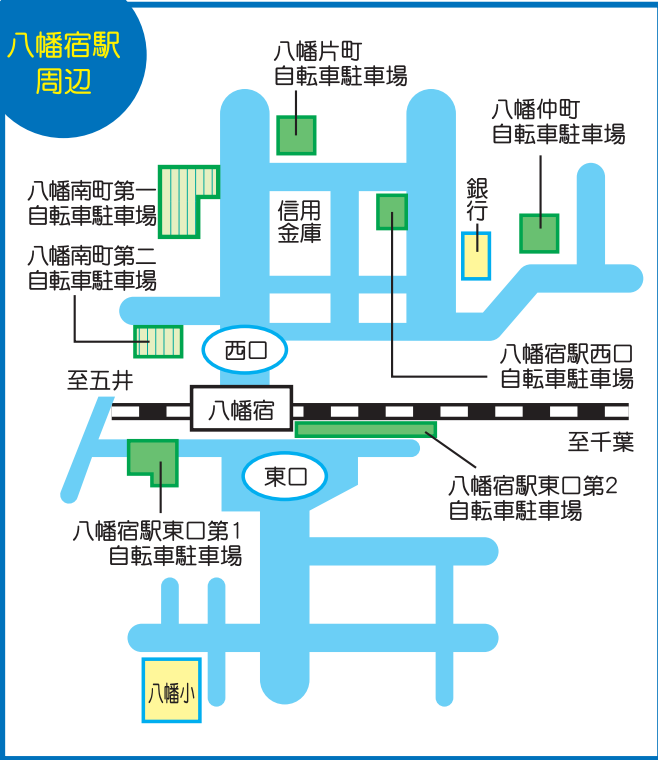 八幡宿駅
周辺
八幡片町
自転車駐車場
八幡仲町
自転車駐車場
八幡南町第一
自転車駐車場
信用
金庫
銀行
八幡南町第二
自転車駐車場
西口
八幡宿駅西口
自転車駐車場
至五井
八幡宿
至千葉
東口
八幡宿駅東口第2
自転車駐車場
八幡宿駅東口第1
自転車駐車場
八幡小